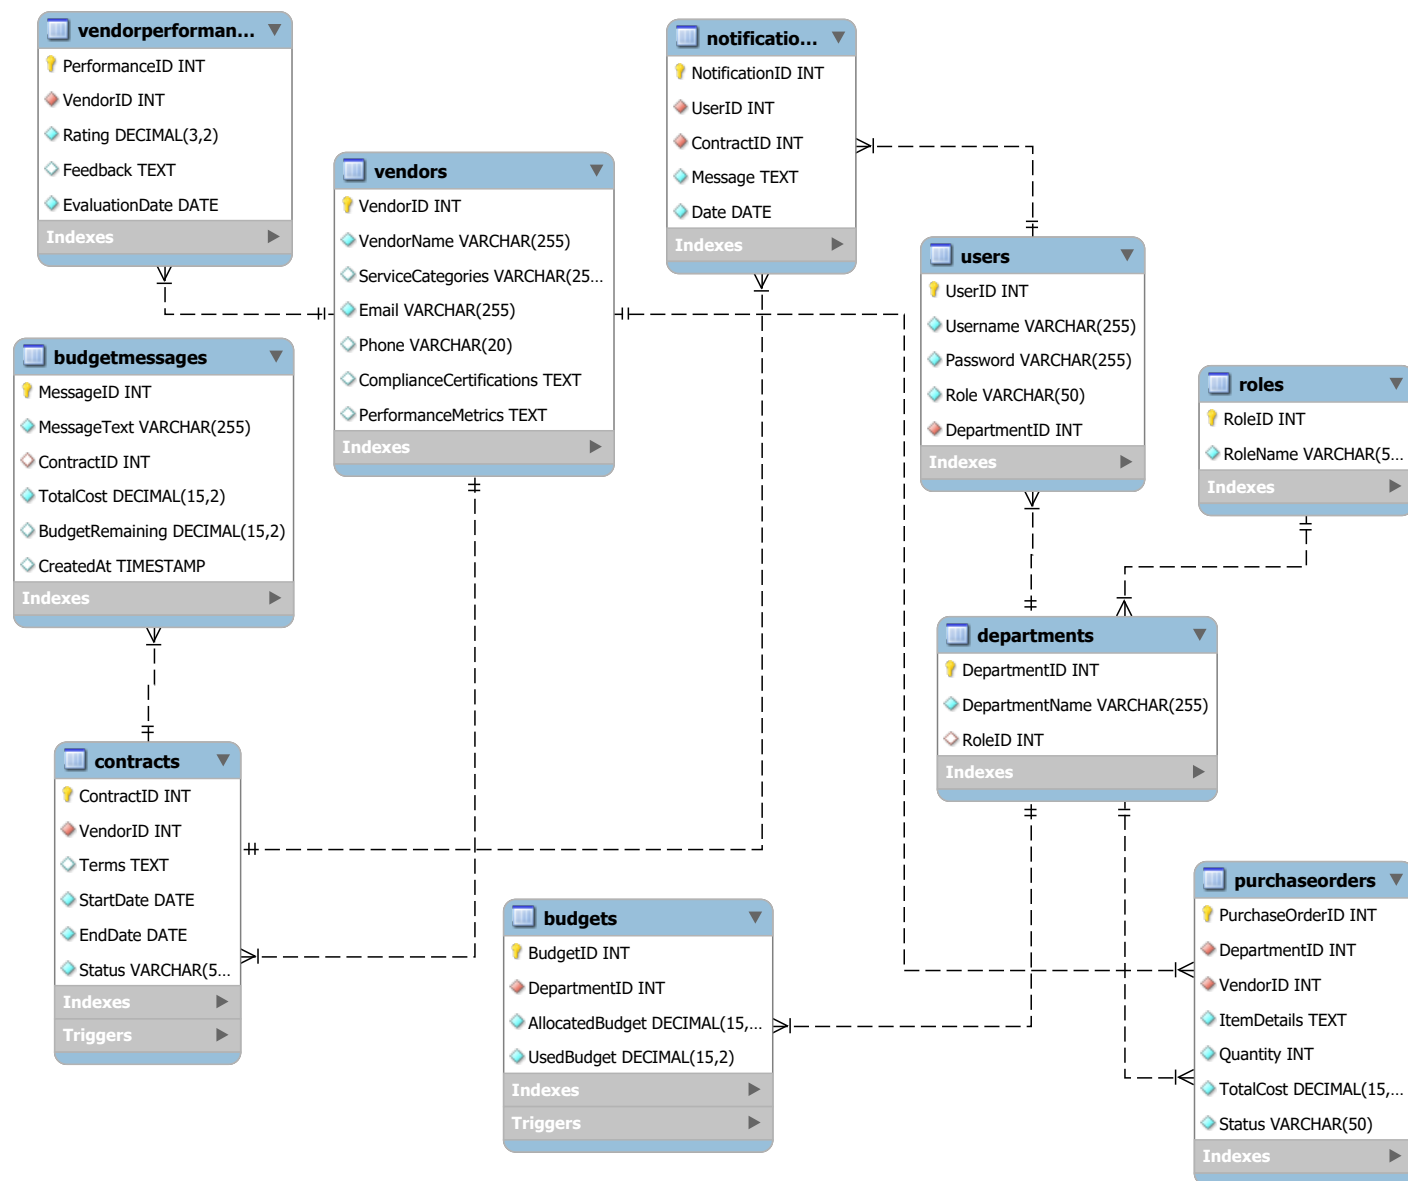 vendorperforman...
PerformanceID INT
VendorID INT
Rating DECIMAL(3,2)
Feedback TEXT
EvaluationDate DATE
Indexes
notificatio...
NotificationID INT
UserID INT
ContractID INT
Message TEXT
Date DATE
Indexes
vendors
VendorID INT
VendorName VARCHAR(255)
ServiceCategories VARCHAR(25...
Email VARCHAR(255)
Phone VARCHAR(20)
ComplianceCertifications TEXT
PerformanceMetrics TEXT
Indexes
users
UserID INT
Username VARCHAR(255)
Password VARCHAR(255)
Role VARCHAR(50)
DepartmentID INT
Indexes
budgetmessages
MessageID INT
MessageText VARCHAR(255)
ContractID INT
TotalCost DECIMAL(15,2)
BudgetRemaining DECIMAL(15,2)
CreatedAt TIMESTAMP
Indexes
roles
RoleID INT
RoleName VARCHAR(5...
Indexes
departments
DepartmentID INT
DepartmentName VARCHAR(255)
RoleID INT
Indexes
contracts
ContractID INT
VendorID INT
Terms TEXT
StartDate DATE
EndDate DATE
Status VARCHAR(5...
Indexes
Triggers
budgets
BudgetID INT
DepartmentID INT
AllocatedBudget DECIMAL(15,...
UsedBudget DECIMAL(15,2)
Indexes
Triggers
purchaseorders
PurchaseOrderID INT
DepartmentID INT
VendorID INT
ItemDetails TEXT
Quantity INT
TotalCost DECIMAL(15,...
Status VARCHAR(50)
Indexes